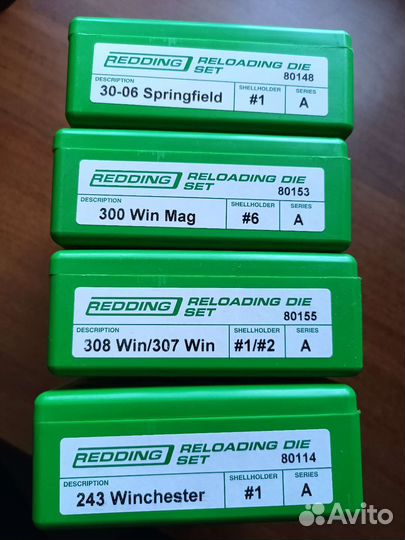 REDDING RELOADING DIE
SET 80148
DESCRIPTION SHELLHOLDER SERIES
30-06 Springfield #1 A
REDDING RELOADING DIE
SET 80153
DESCRIPTION SHELLHOLDER SERIES
300 Win Mag #6 A
REDDING RELOADING DIE
SET 80155
DESCRIPTION SHELLHOLDER SERIES
308 Win/307 Win #1/#2 A
REDDING RELOADING DIE
SET 80114
DESCRIPTION SHELLHOLDER SERIES
243 Winchester #1 A
Avito